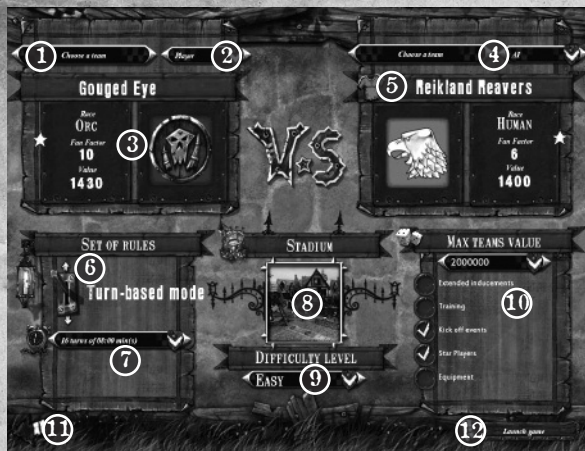 1 Choose a team
Player 2
Choose a team
4 AI
Gouged Eye
5 Reikland Reavers
Race
ORC
Fan Factor
10
Value
1430
3
V.S
Race
HUMAN
Fan Factor
6
Value
1400
SET OF RULES
6
Turn-based mode
16 turns of 08:00 min(s)
7
STADIUM
8
DIFFICULTY LEVEL
EASY 9
MAX TEAMS VALUE
2000000
Extended inducements
10
Training
Kick off events
Star Players
Equipment
11
12 Launch game